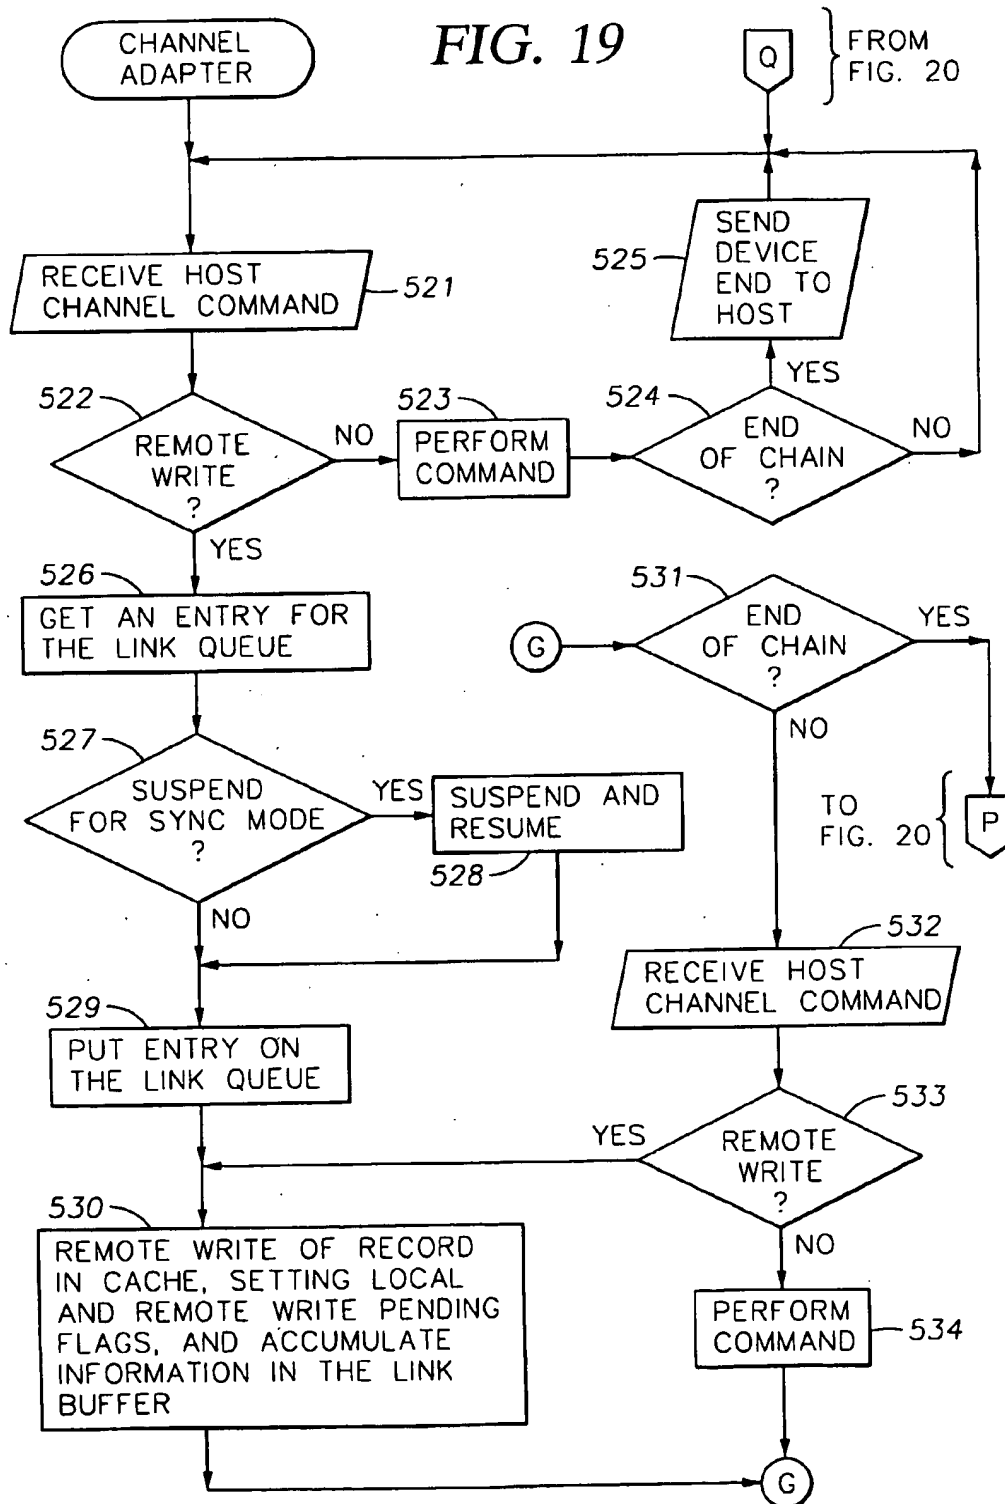 FIG. 19
CHANNEL
ADAPTER
Q
FROM
FIG. 20
RECEIVE HOST
CHANNEL COMMAND
521
SEND
DEVICE
END TO
HOST
525
522
REMOTE
WRITE
?
NO
YES
523
PERFORM
COMMAND
524
END
OF CHAIN
?
YES
NO
526
GET AN ENTRY FOR
THE LINK QUEUE
527
SUSPEND
FOR SYNC MODE
?
YES
NO
SUSPEND AND
RESUME
528
529
PUT ENTRY ON
THE LINK QUEUE
530
REMOTE WRITE OF RECORD
IN CACHE, SETTING LOCAL
AND REMOTE WRITE PENDING
FLAGS, AND ACCUMULATE
INFORMATION IN THE LINK
BUFFER
G
531
END
OF CHAIN
?
YES
NO
TO
FIG. 20
P
532
RECEIVE HOST
CHANNEL COMMAND
533
REMOTE
WRITE
?
YES
NO
PERFORM
COMMAND
534
G